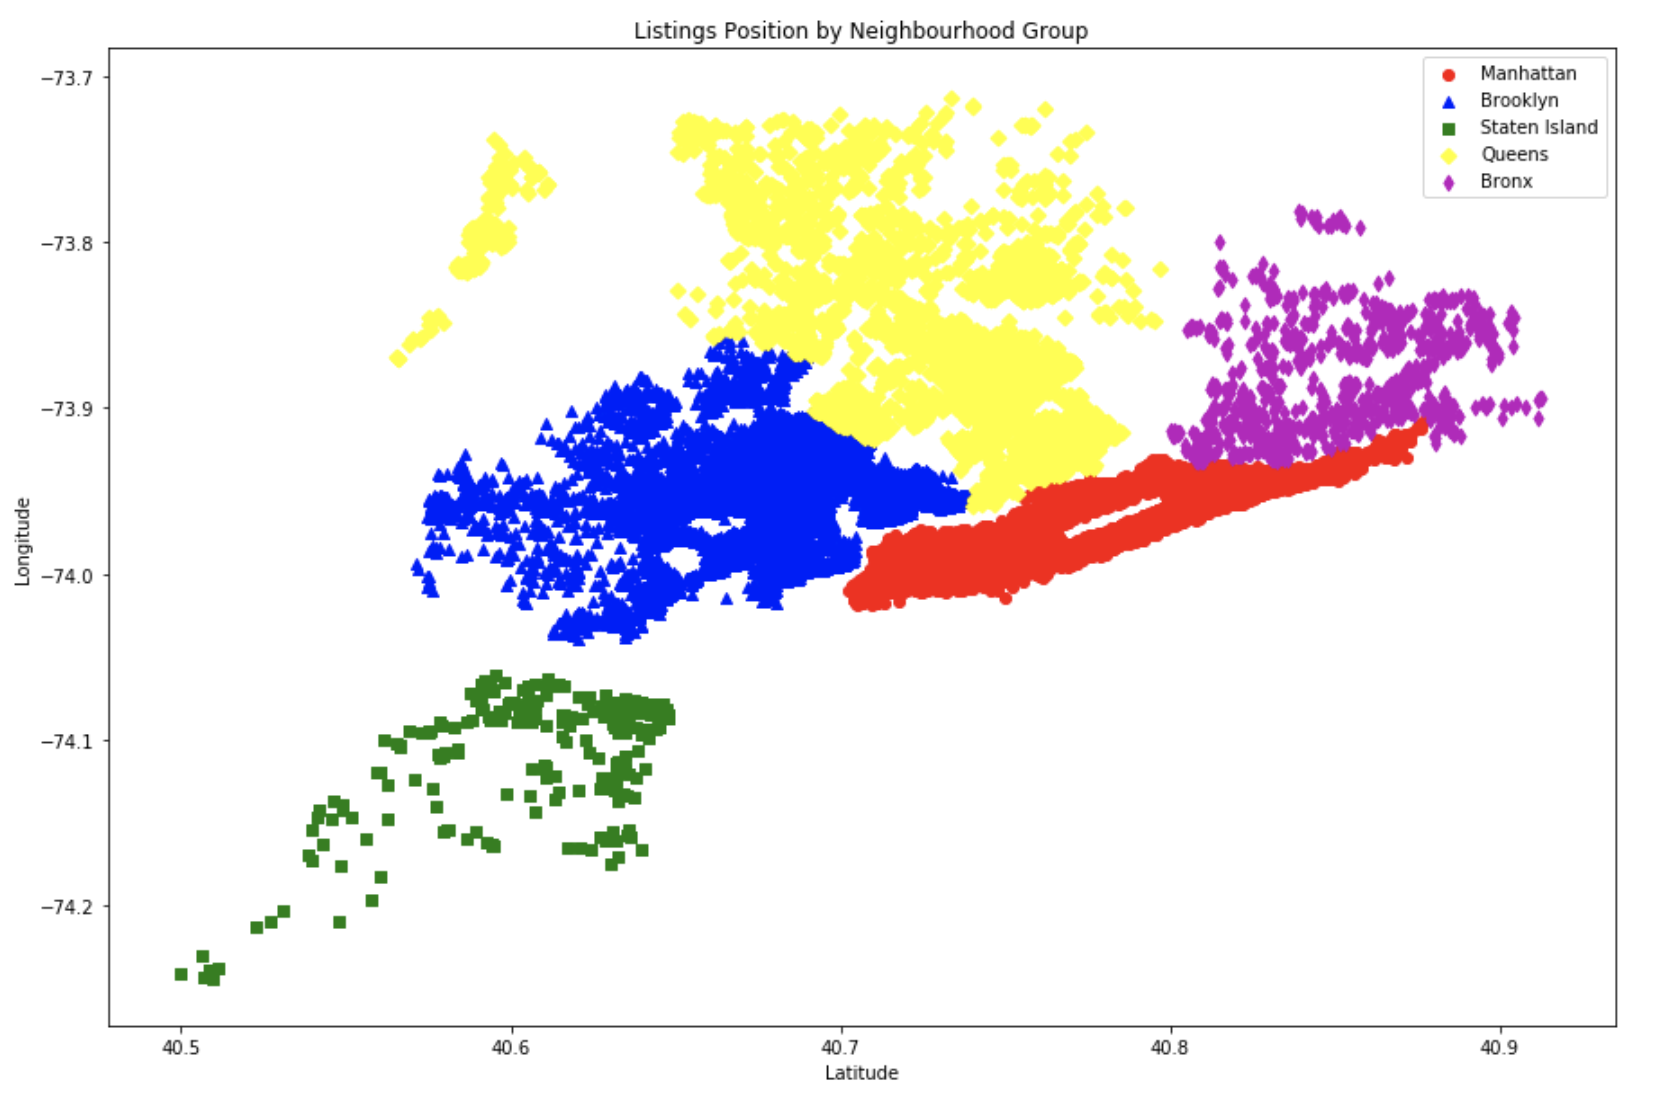 Listings Position by Neighbourhood Group
Manhattan
Brooklyn
Staten Island
Queens
Bronx
−73.7
−73.8
−73.9
−74.0
−74.1
−74.2
Longitude
40.5 40.6 40.7 40.8 40.9
Latitude